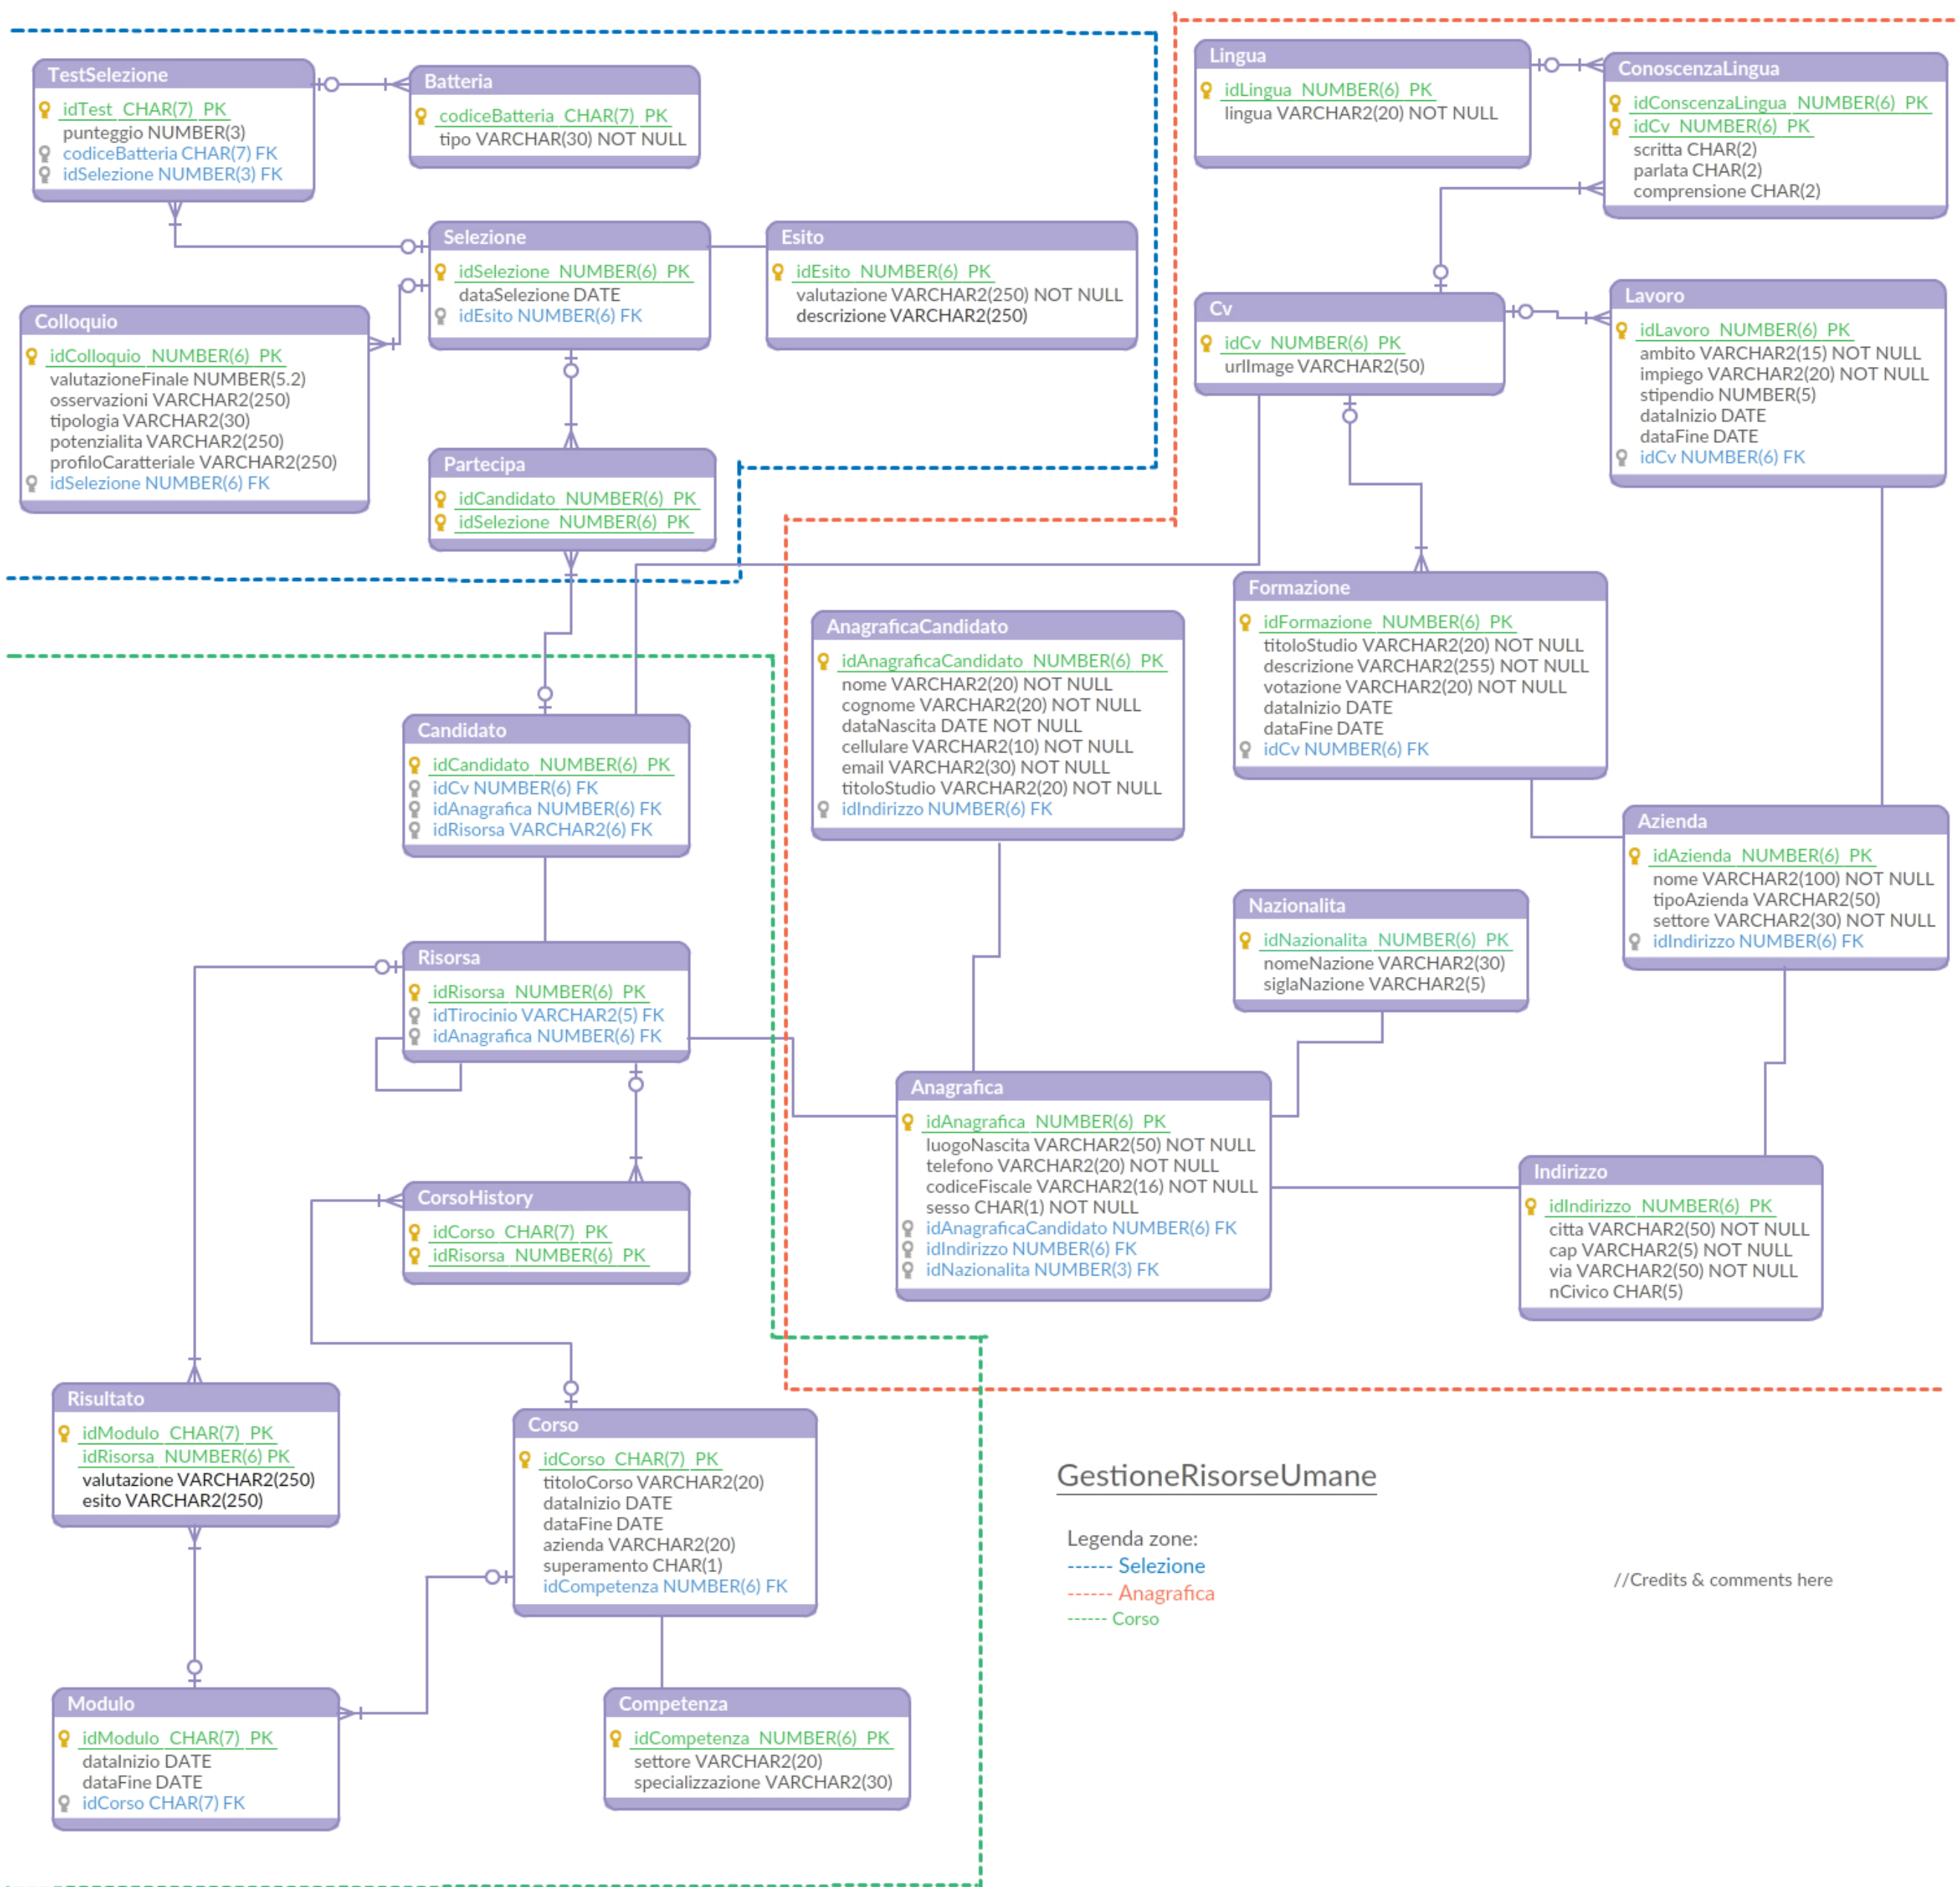 TestSelezione
idTest CHAR(7) PK
punteggio NUMBER(3)
codiceBatteria CHAR(7) FK
idSelezione NUMBER(3) FK
Batteria
codiceBatteria CHAR(7) PK
tipo VARCHAR(30) NOT NULL
Lingua
idLingua NUMBER(6) PK
lingua VARCHAR2(20) NOT NULL
ConoscenzaLingua
idConscenzaLingua NUMBER(6) PK
idCv NUMBER(6) PK
scritta CHAR(2)
parlata CHAR(2)
comprensione CHAR(2)
Selezione
idSelezione NUMBER(6) PK
dataSelezione DATE
idEsito NUMBER(6) FK
Esito
idEsito NUMBER(6) PK
valutazione VARCHAR2(250) NOT NULL
descrizione VARCHAR2(250)
Colloquio
idColloquio NUMBER(6) PK
valutazioneFinale NUMBER(5.2)
osservazioni VARCHAR2(250)
tipologia VARCHAR2(30)
potenzialita VARCHAR2(250)
profiloCaratteriale VARCHAR2(250)
idSelezione NUMBER(6) FK
Cv
idCv NUMBER(6) PK
urlImage VARCHAR2(50)
Lavoro
idLavoro NUMBER(6) PK
ambito VARCHAR2(15) NOT NULL
impiego VARCHAR2(20) NOT NULL
stipendio NUMBER(5)
dataInizio DATE
dataFine DATE
idCv NUMBER(6) FK
Partecipa
idCandidato NUMBER(6) PK
idSelezione NUMBER(6) PK
Formazione
idFormazione NUMBER(6) PK
titoloStudio VARCHAR2(20) NOT NULL
descrizione VARCHAR2(255) NOT NULL
votazione VARCHAR2(20) NOT NULL
dataInizio DATE
dataFine DATE
idCv NUMBER(6) FK
AnagraficaCandidato
idAnagraficaCandidato NUMBER(6) PK
nome VARCHAR2(20) NOT NULL
cognome VARCHAR2(20) NOT NULL
dataNascita DATE NOT NULL
cellulare VARCHAR2(10) NOT NULL
email VARCHAR2(30) NOT NULL
titoloStudio VARCHAR2(20) NOT NULL
idIndirizzo NUMBER(6) FK
Candidato
idCandidato NUMBER(6) PK
idCv NUMBER(6) FK
idAnagrafica NUMBER(6) FK
idRisorsa VARCHAR2(6) FK
Azienda
idAzienda NUMBER(6) PK
nome VARCHAR2(100) NOT NULL
tipoAzienda VARCHAR2(50)
settore VARCHAR2(30) NOT NULL
idIndirizzo NUMBER(6) FK
Nazionalita
idNazionalita NUMBER(6) PK
nomeNazione VARCHAR2(30)
siglaNazione VARCHAR2(5)
Risorsa
idRisorsa NUMBER(6) PK
idTirocinio VARCHAR2(5) FK
idAnagrafica NUMBER(6) FK
Anagrafica
idAnagrafica NUMBER(6) PK
luogoNascita VARCHAR2(50) NOT NULL
telefono VARCHAR2(20) NOT NULL
codiceFiscale VARCHAR2(16) NOT NULL
sesso CHAR(1) NOT NULL
idAnagraficaCandidato NUMBER(6) FK
idIndirizzo NUMBER(6) FK
idNazionalita NUMBER(3) FK
Indirizzo
idIndirizzo NUMBER(6) PK
citta VARCHAR2(50) NOT NULL
cap VARCHAR2(5) NOT NULL
via VARCHAR2(50) NOT NULL
nCivico CHAR(5)
CorsoHistory
idCorso CHAR(7) PK
idRisorsa NUMBER(6) PK
Risultato
idModulo CHAR(7) PK
idRisorsa NUMBER(6) PK
valutazione VARCHAR2(250)
esito VARCHAR2(250)
Corso
idCorso CHAR(7) PK
titoloCorso VARCHAR2(20)
dataInizio DATE
dataFine DATE
azienda VARCHAR2(20)
superamento CHAR(1)
idCompetenza NUMBER(6) FK
Modulo
idModulo CHAR(7) PK
dataInizio DATE
dataFine DATE
idCorso CHAR(7) FK
Competenza
idCompetenza NUMBER(6) PK
settore VARCHAR2(20)
specializzazione VARCHAR2(30)
GestioneRisorseUmane
Legenda zone:
------ Selezione
------ Anagrafica
------ Corso
//Credits & comments here